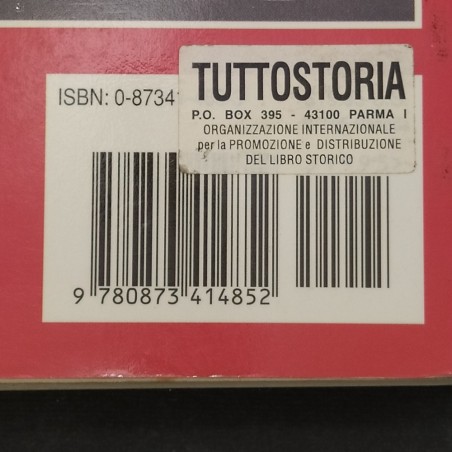 TUTTOSTORIA
P.O. BOX 395 - 43100 PARMA I
ORGANIZZAZIONE INTERNAZIONALE
per la PROMOZIONE e DISTRIBUZIONE
DEL LIBRO STORICO
ISBN: 0-8734
9 780873 414852